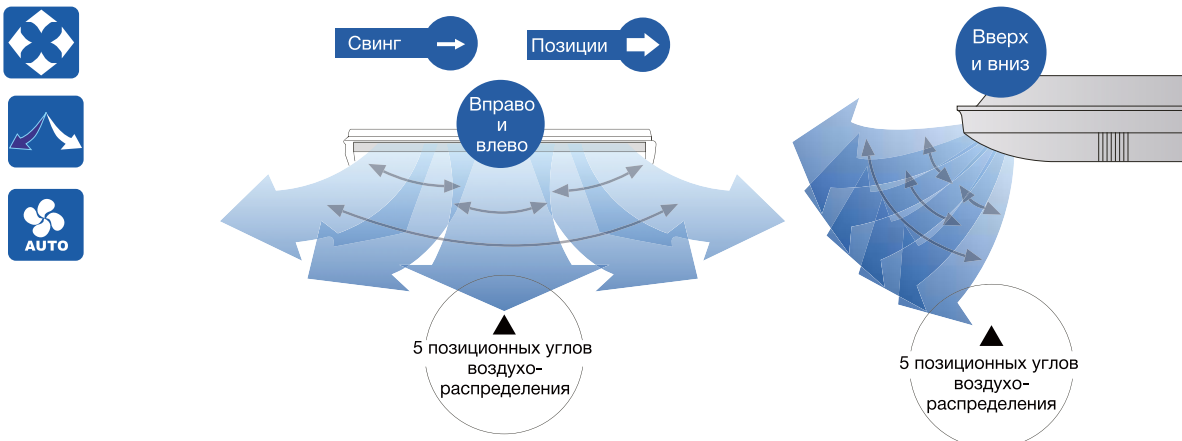 Свинг
Позиции
Вверх
и вниз
Вправо
и
влево
AUTO
5 позиционных углов
воздухо-
распределения
5 позиционных углов
воздухо-
распределения